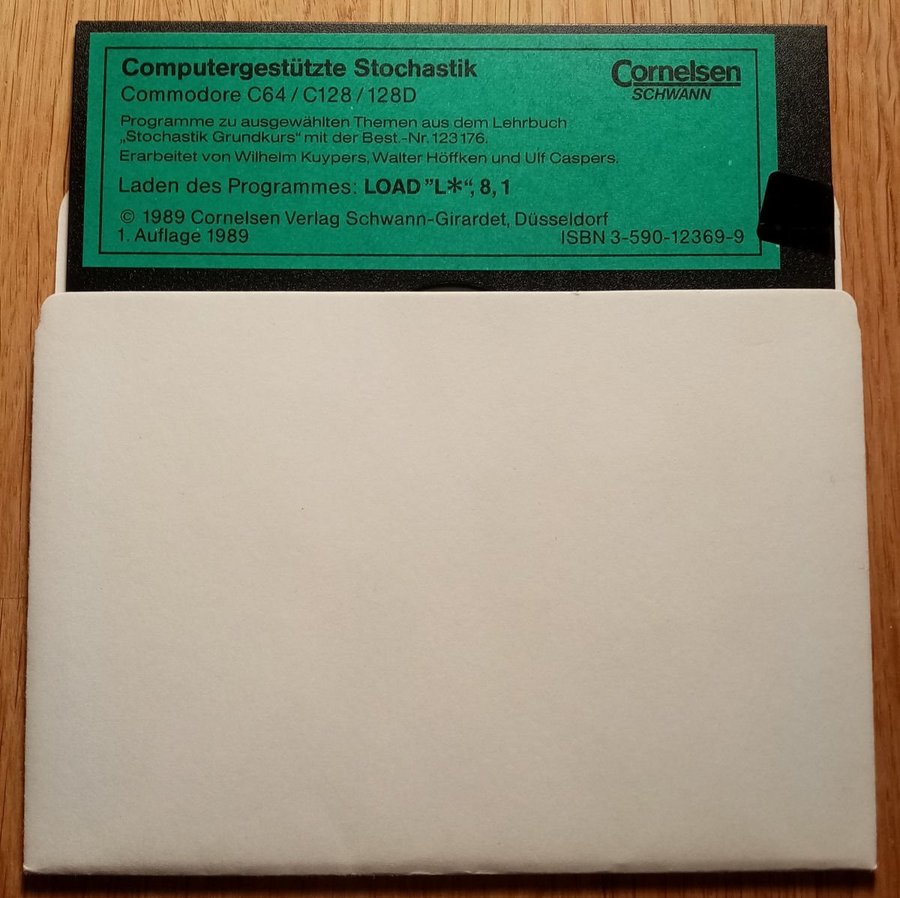 Computergestützte Stochastik
Cornelsen
SCHWANN
Commodore C64 / C128 / 128D
Programme zu ausgewählten Themen aus dem Lehrbuch
„Stochastik Grundkurs“ mit der Best.-Nr. 123176.
Erarbeitet von Wilhelm Kuypers, Walter Höffken und Ulf Caspers.
Laden des Programmes: LOAD ”L*“, 8, 1
© 1989 Cornelsen Verlag Schwann-Girardet, Düsseldorf
1. Auflage 1989
ISBN 3-590-12369-9